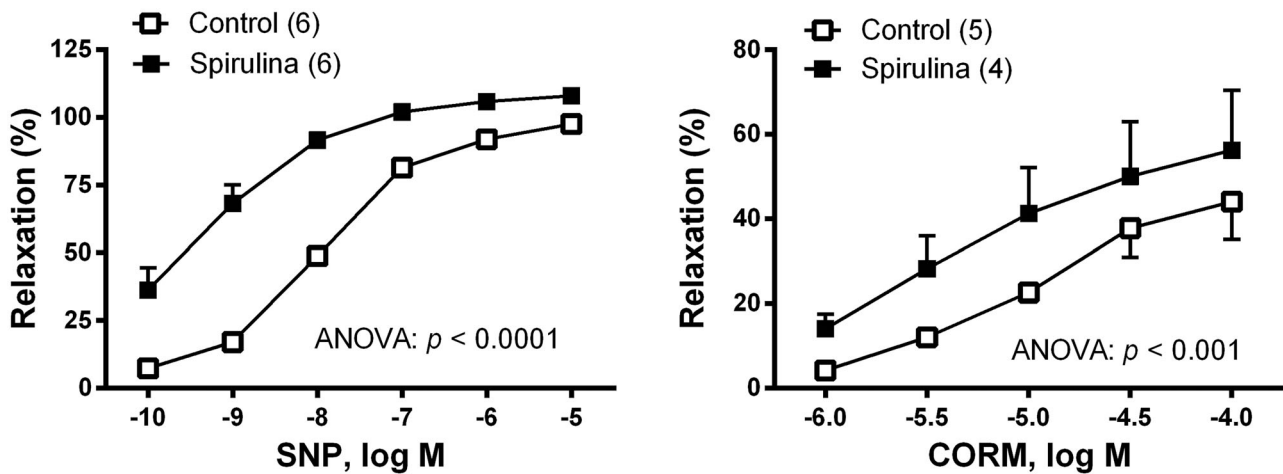 Control (6)
Spirulina (6)
125
100
75
50
25
0
Relaxation (%)
ANOVA: p < 0.0001
-10 -9 -8 -7 -6 -5
SNP, log M
Control (5)
Spirulina (4)
80
60
40
20
0
Relaxation (%)
ANOVA: p < 0.001
-6.0 -5.5 -5.0 -4.5 -4.0
CORM, log M